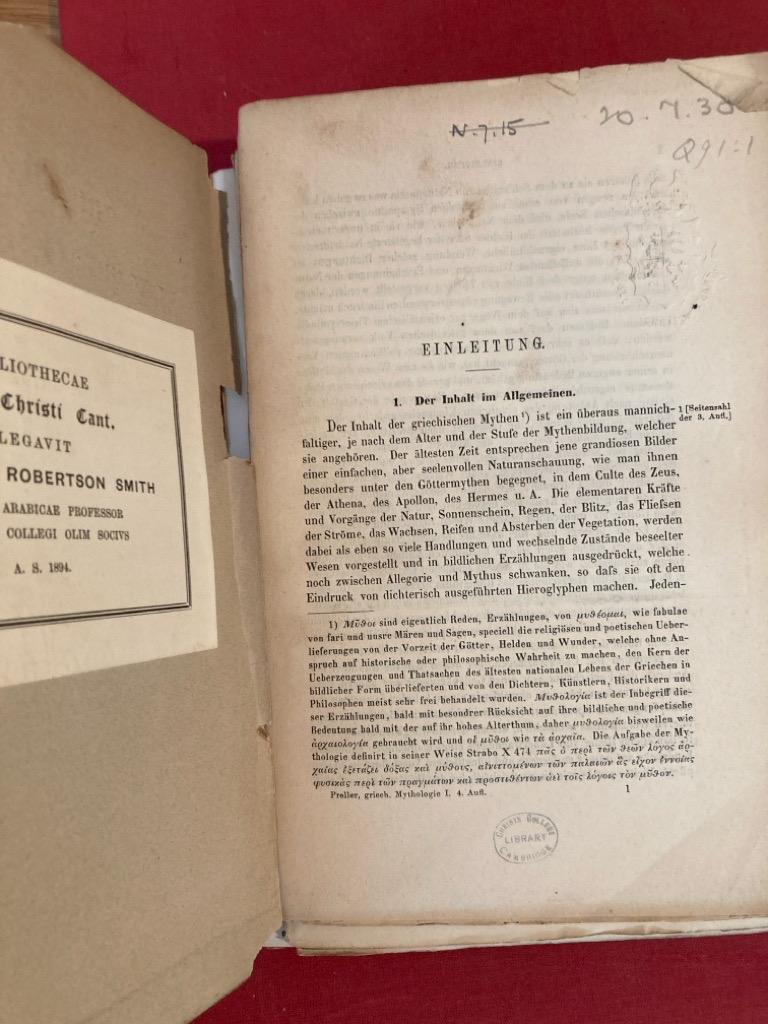 LIOTHECAE
Christi Cant.
LEGAVIT
ROBERTSON SMITH
ARABICAE PROFESSOR
COLLEGI OLIM SOCIVS
A. S. 1894.
N.7.15
20.7.30
Q91:1
EINLEITUNG.
1. Der Inhalt im Allgemeinen.
Der Inhalt der griechischen Mythen¹) ist ein überaus mannich-
1 [Seitenzahl
der 3. Aufl.]
faltiger, je nach dem Alter und der Stufe der Mythenbildung, welcher
sie angehören. Der ältesten Zeit entsprechen jene grandiosen Bilder
einer einfachen, aber seelenvollen Naturanschauung, wie man ihnen
besonders unter den Göttermythen begegnet, in dem Culte des Zeus,
der Athena, des Apollon, des Hermes u. A. Die elementaren Kräfte
und Vorgänge der Natur, Sonnenschein, Regen, der Blitz, das Fliefsen
der Ströme, das Wachsen, Reifen und Absterben der Vegetation, werden
dabei als eben so viele Handlungen und wechselnde Zustände beseelter
Wesen vorgestellt und in bildlichen Erzählungen ausgedrückt, welche
noch zwischen Allegorie und Mythus schwanken, so dafs sie oft den
Eindruck von dichterisch ausgeführten Hieroglyphen machen. Jeden-
1) Μῦθοι sind eigentlich Reden, Erzählungen, von μυθέομαι, wie fabulae
von fari und unsre Mären und Sagen, speciell die religiösen und poetischen Ueber-
lieferungen von der Vorzeit der Götter, Helden und Wunder, welche ohne An-
spruch auf historische oder philosophische Wahrheit zu machen, den Kern der
Ueberzeugungen und Thatsachen des ältesten nationalen Lebens der Griechen in
bildlicher Form überlieferten und von den Dichtern, Künstlern, Historikern und
Philosophen meist sehr frei behandelt wurden. Μυθολογία ist der Inbegriff die-
ser Erzählungen, bald mit besondrer Rücksicht auf ihre bildliche und poetische
Bedeutung bald mit der auf ihr hohes Alterthum, daher μυθολογία bisweilen wie
ἀρχαιολογία gebraucht wird und οἱ μῦθοι wie τὰ ἀρχαῖα. Die Aufgabe der My-
thologie definirt in seiner Weise Strabo X 474 πᾶς ὁ περὶ τῶν θεῶν λόγος ἀρ-
χαίας ἐξετάζει δόξας καὶ μύθους, αἰνιττομένων τῶν παλαιῶν ἃς εἶχον ἐννοίας
φυσικὰς περὶ τῶν πραγμάτων καὶ προστιθέντων ἀεὶ τοῖς λόγοις τὸν μῦθον.
Preller, griech. Mythologie I. 4. Aufl.
1
CHRISTS COLLEGE
LIBRARY
CAMBRIDGE